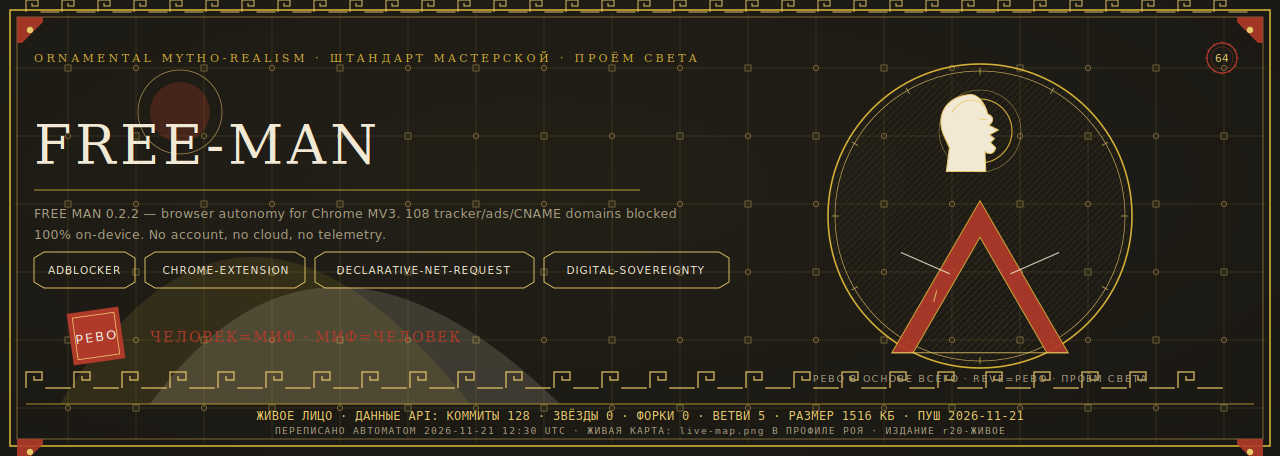 ORNAMENTAL MYTHO-REALISM · ШТАНДАРТ МАСТЕРСКОЙ · ПРОЁМ СВЕТА
64
FREE-MAN
FREE MAN 0.2.2 — browser autonomy for Chrome MV3. 108 tracker/ads/CNAME domains blocked
100% on-device. No account, no cloud, no telemetry.
ADBLOCKER
CHROME-EXTENSION
DECLARATIVE-NET-REQUEST
DIGITAL-SOVEREIGNTY
РЕВО
ЧЕЛОВЕК=МИФ · МИФ=ЧЕЛОВЕК
РЕВО В ОСНОВЕ ВСЕГО · REVE=РЕВО · ПРОЁМ СВЕТА
ЖИВОЕ ЛИЦО · ДАННЫЕ API: КОММИТЫ 128 · ЗВЁЗДЫ 0 · ФОРКИ 0 · ВЕТВИ 5 · РАЗМЕР 1516 КБ · ПУШ 2026-11-21
ПЕРЕПИСАНО АВТОМАТОМ 2026-11-21 12:30 UTC · ЖИВАЯ КАРТА: live-map.png В ПРОФИЛЕ РОЯ · ИЗДАНИЕ r20-ЖИВОЕ